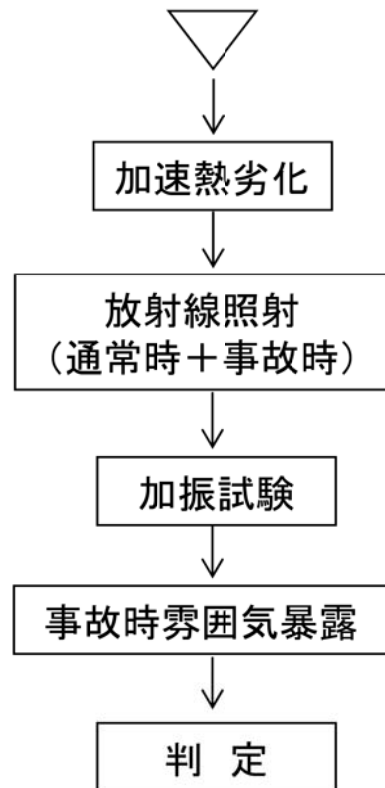 加速熱劣化
放射線照射
（通常時＋事故時）
加振試験
事故時雰囲気暴露
判 定